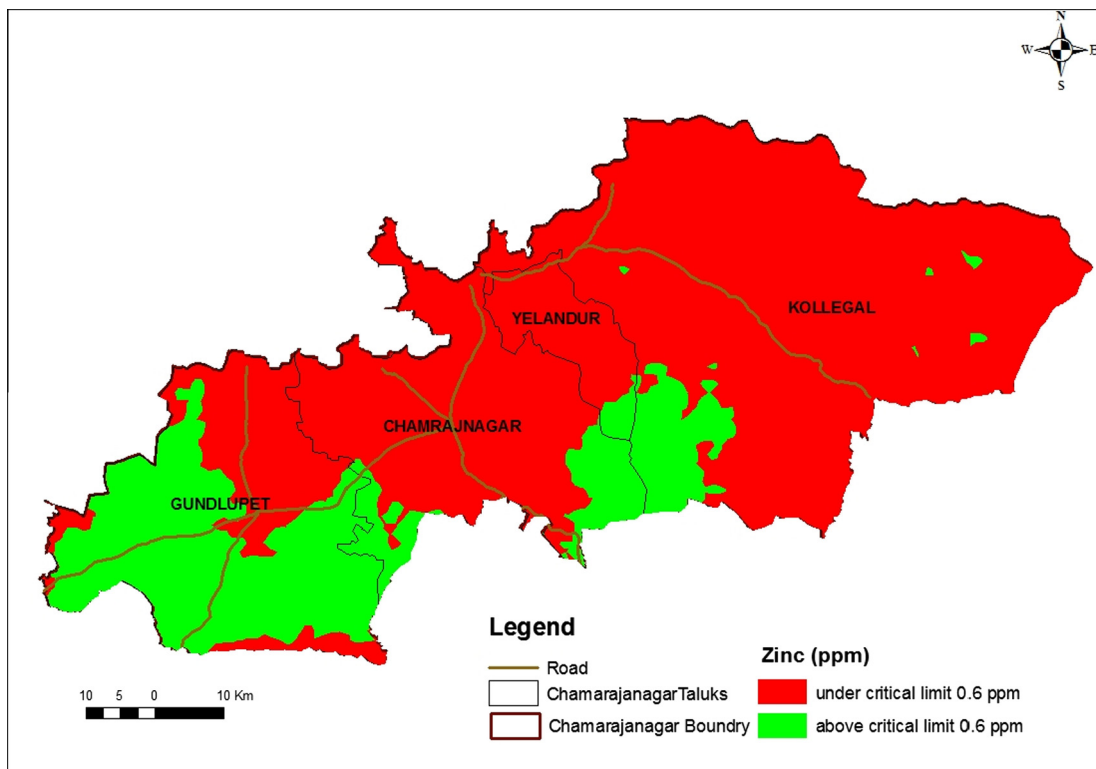 N
W E
S
KOLLEGAL
YELANDUR
CHAMRAJNAGAR
GUNDLUPET
Legend
Road
ChamarajanagarTaluks
Chamarajanagar Boundry
Zinc (ppm)
under critical limit 0.6 ppm
above critical limit 0.6 ppm
10 5 0 10 Km